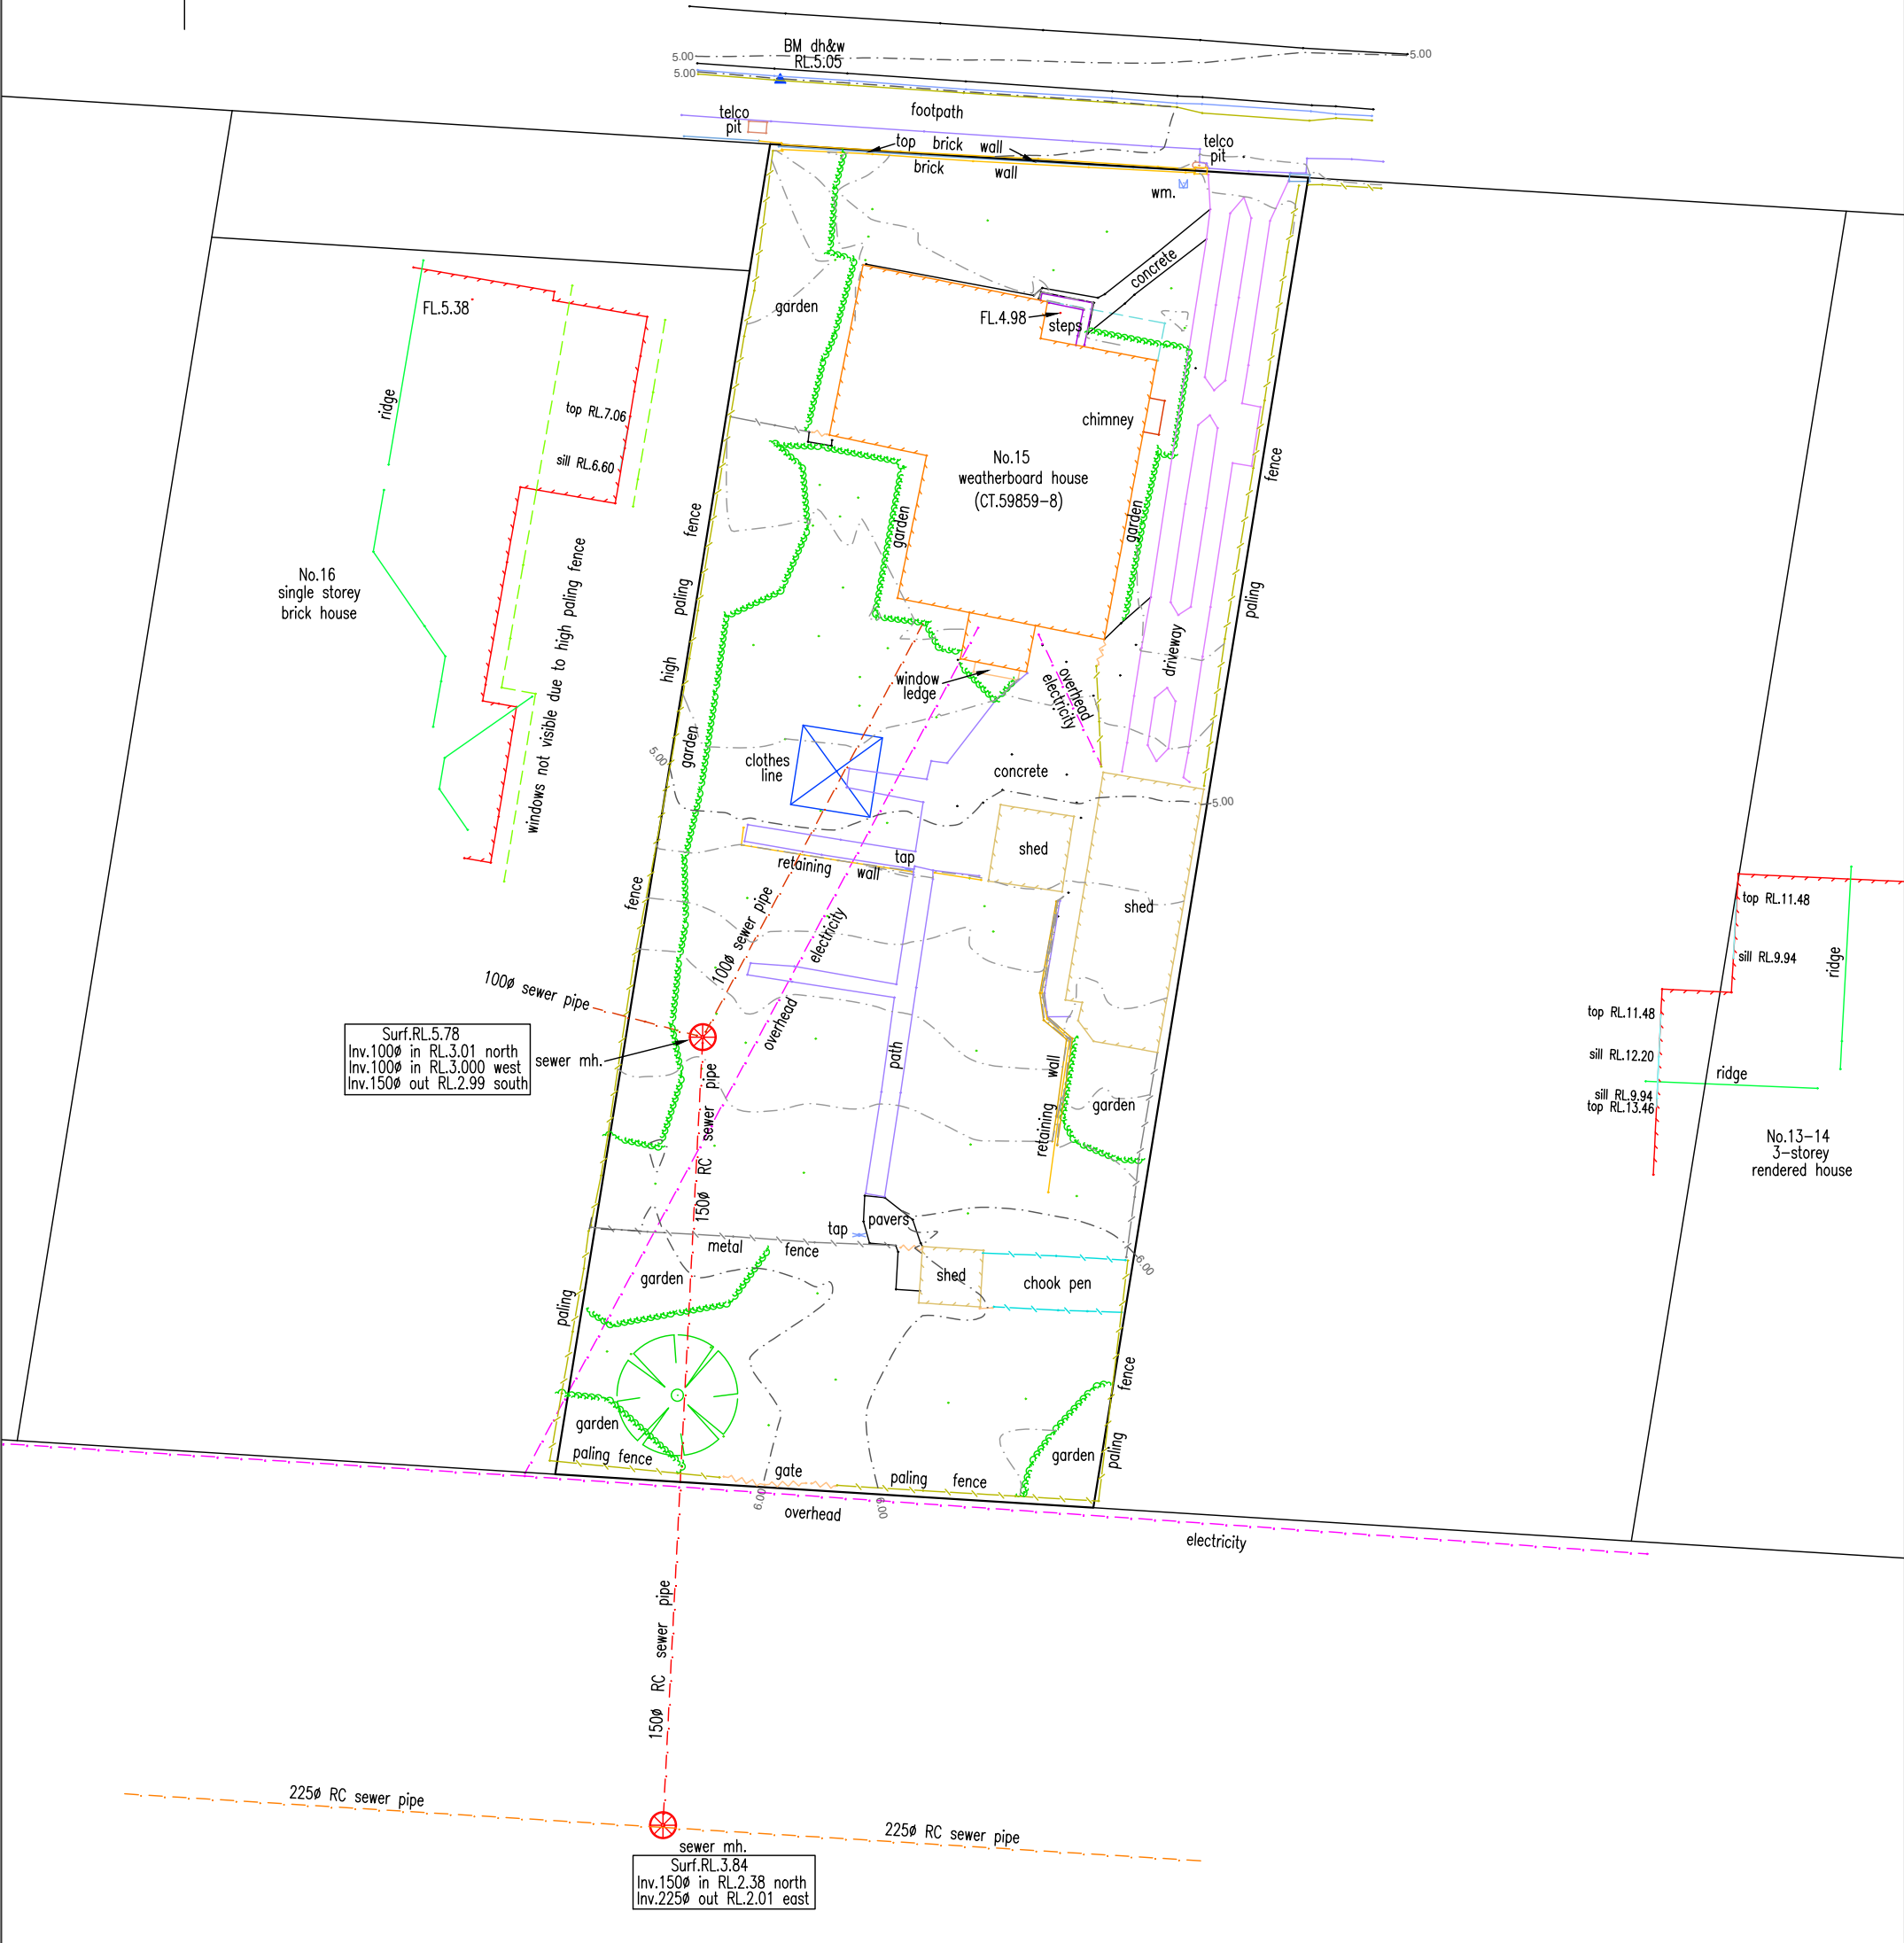 BM dh&w
RL.5.05
5.00
5.00
5.00
footpath
telco
pit
telco
pit
top brick wall
brick wall
wm.
concrete
garden
FL.5.38
FL.4.98
steps
ridge
top RL.7.06
sill RL.6.60
chimney
No.15
weatherboard house
(CT.59859-8)
fence
fence
garden
garden
paling
paling
high
No.16
single storey
brick house
windows not visible due to high paling fence
driveway
window
ledge
overhead
electricity
garden
5.00
clothes
line
concrete
5.00
shed
tap
retaining wall
fence
shed
100ø sewer pipe
electricity
overhead
100ø sewer pipe
Surf.RL.5.78
Inv.100ø in RL.3.01 north
Inv.100ø in RL.3.000 west
Inv.150ø out RL.2.99 south
sewer mh.
path
wall
retaining
garden
150ø RC sewer pipe
top RL.11.48
sill RL.9.94
ridge
top RL.11.48
sill RL.12.20
ridge
sill RL.9.94
top RL.13.46
No.13-14
3-storey
rendered house
tap
pavers
metal fence
6.00
garden
shed
chook pen
paling
fence
garden
paling fence
gate
paling fence
garden
paling
6.00
6.00
overhead
electricity
150ø RC sewer pipe
225ø RC sewer pipe
225ø RC sewer pipe
sewer mh.
Surf.RL.3.84
Inv.150ø in RL.2.38 north
Inv.225ø out RL.2.01 east